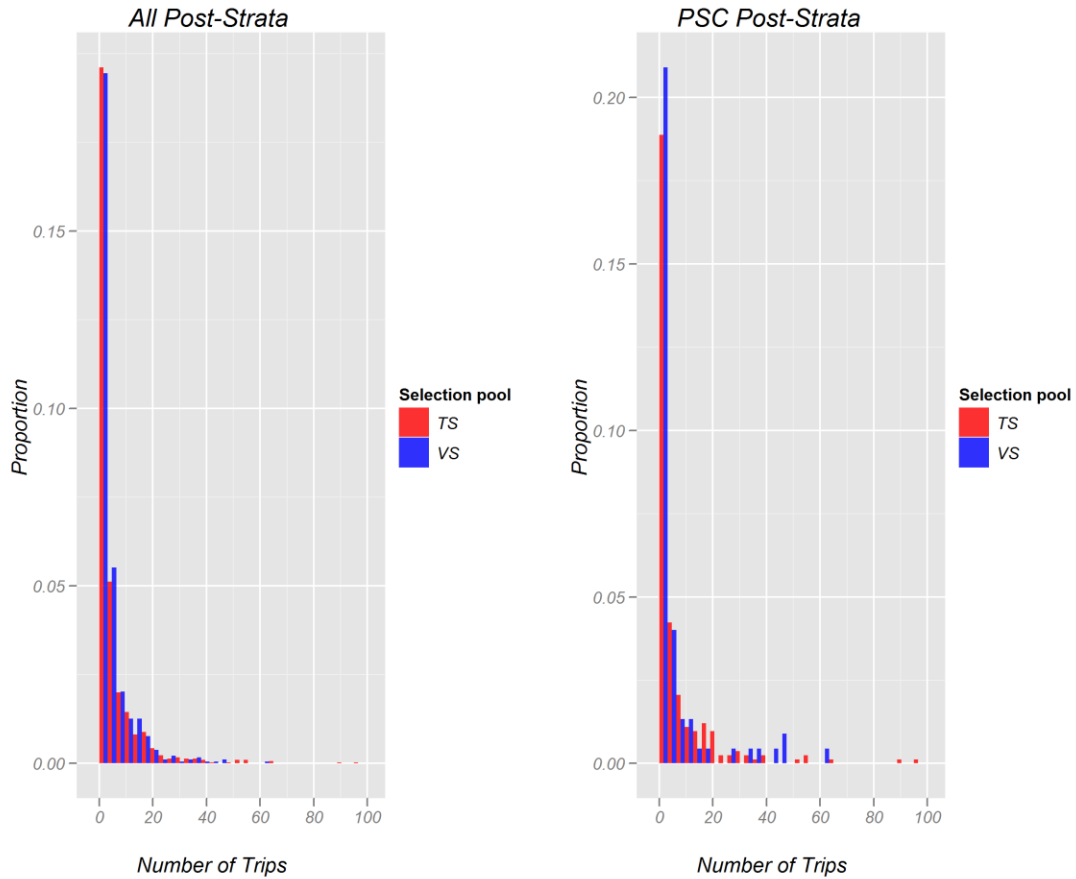 All Post-Strata
0.15
0.10
0.05
0.00
Proportion
0
20
40
60
80
100
Number of Trips
Selection pool
TS
VS
PSC Post-Strata
0.20
0.15
0.10
0.05
0.00
Proportion
0
20
40
60
80
100
Number of Trips
Selection pool
TS
VS